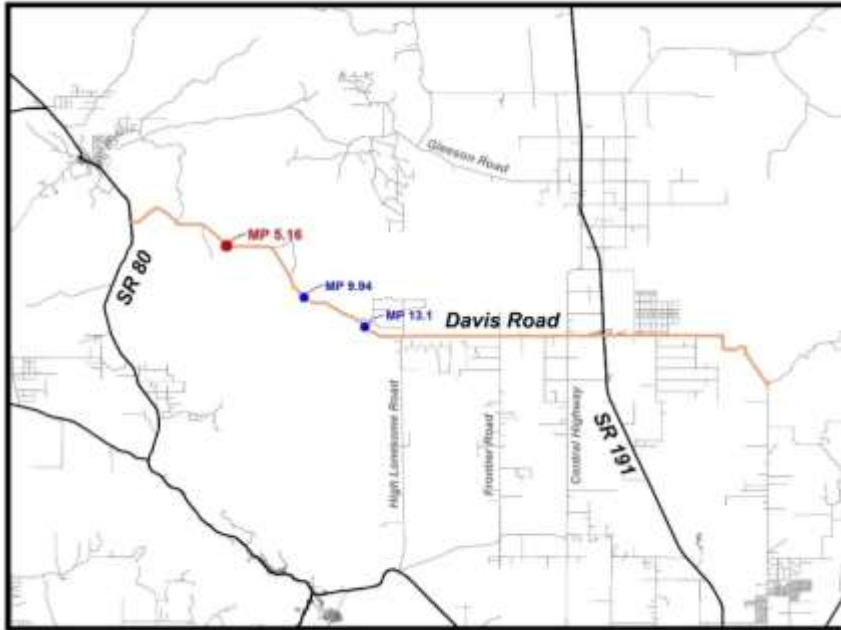 Gleeson Road
MP 5.16
SR 80
MP 9.94
MP 13.1
Davis Road
High Lonesome Road
Frontier Road
Central Highway
SR 191